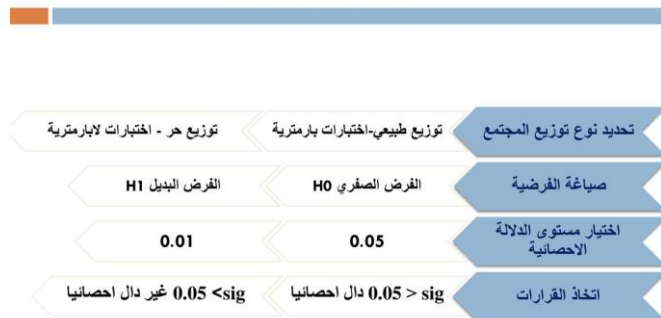 تحديد نوع توزيع المجتمع
توزيع طبيعي-اختبارات بارمترية
توزيع حر - اختبارات لابارمترية
صياغة الفرضية
الفرض الصفري H0
الفرض البديل H1
اختيار مستوى الدلالة
الاحصائية
0.05
0.01
اتخاذ القرارات
sig < 0.05 دال احصائيا
sig> 0.05 غير دال احصائيا